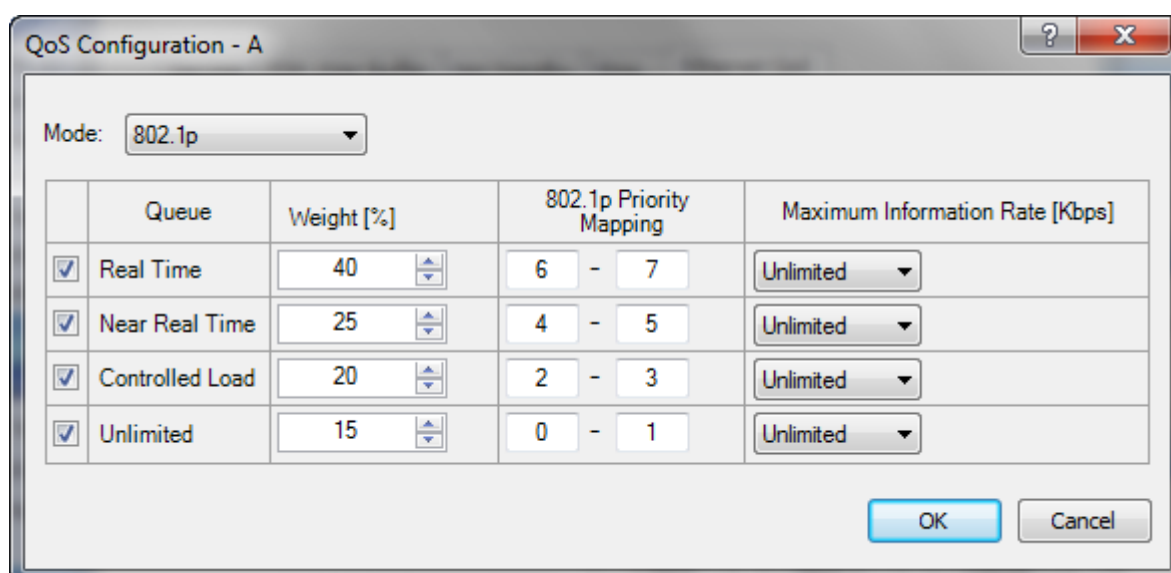 QoS Configuration - A
Mode: 802.1p
Queue Weight [%] 802.1p Priority Mapping Maximum Information Rate [Kbps]
Real Time 40 6 - 7 Unlimited
Near Real Time 25 4 - 5 Unlimited
Controlled Load 20 2 - 3 Unlimited
Unlimited 15 0 - 1 Unlimited
OK Cancel